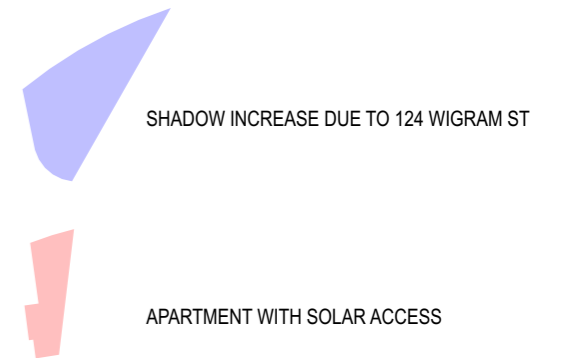 SHADOW INCREASE DUE TO 124 WIGRAM ST
APARTMENT WITH SOLAR ACCESS